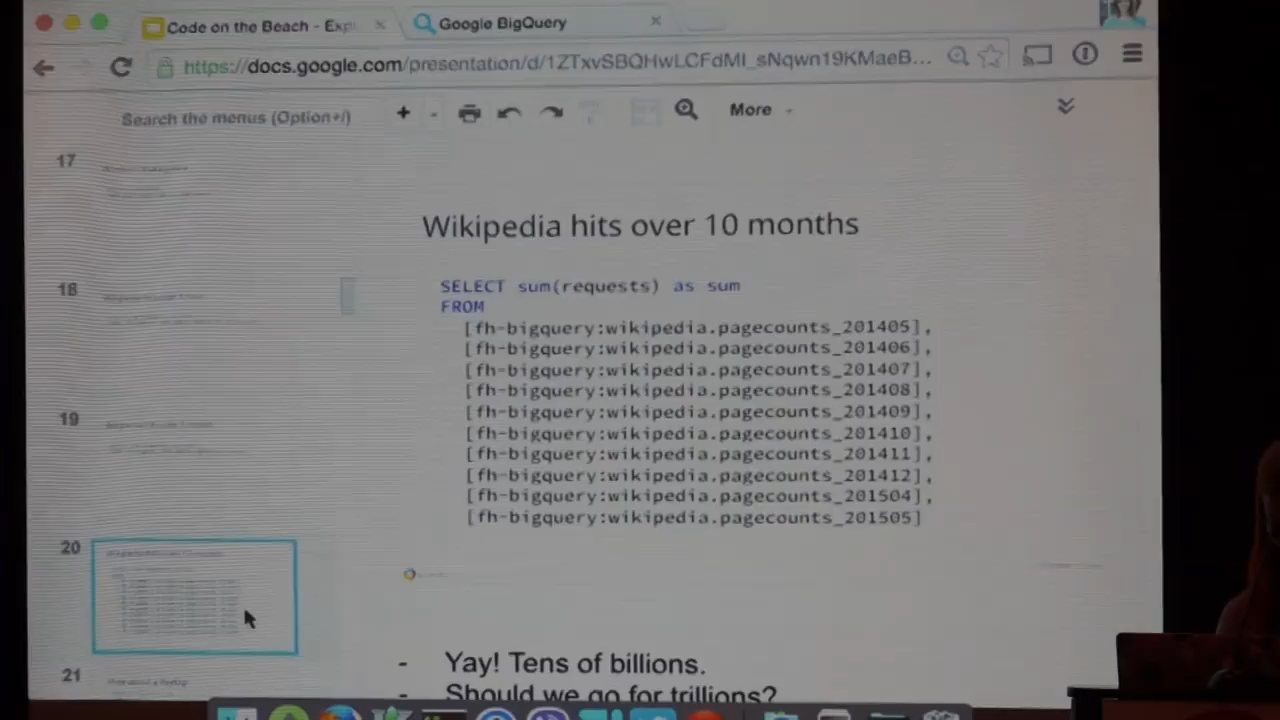 Code on the Beach - Exp
Google BigQuery
https://docs.google.com/presentation/d/1ZTxvSBQHwLCFdMI_sNqwn19KMaeB...
Search the menus (Option+/)
More
17
18
19
20
21
Wikipedia hits over 10 months
SELECT sum(requests) as sum
FROM
[fh-bigquery:wikipedia.pagecounts_201405],
[fh-bigquery:wikipedia.pagecounts_201406],
[fh-bigquery:wikipedia.pagecounts_201407],
[fh-bigquery:wikipedia.pagecounts_201408],
[fh-bigquery:wikipedia.pagecounts_201409],
[fh-bigquery:wikipedia.pagecounts_201410],
[fh-bigquery:wikipedia.pagecounts_201411],
[fh-bigquery:wikipedia.pagecounts_201412],
[fh-bigquery:wikipedia.pagecounts_201504],
[fh-bigquery:wikipedia.pagecounts_201505]
- Yay! Tens of billions.
- Should we go for trillions?